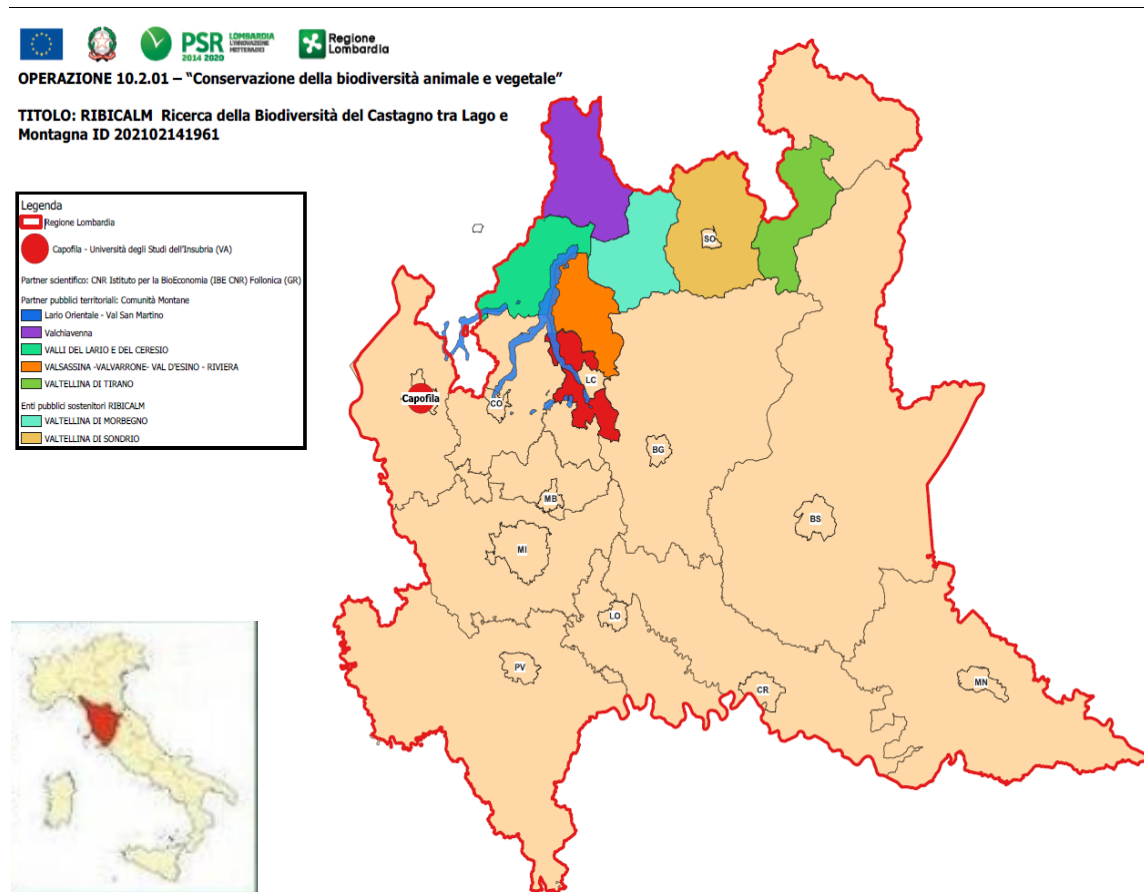 PSR
2014 2020
LOMBARDIA
L'INNOVAZIONE
METTERADICI
Regione
Lombardia
OPERAZIONE 10.2.01 – “Conservazione della biodiversità animale e vegetale”
TITOLO: RIBICALM Ricerca della Biodiversità del Castagno tra Lago e
Montagna ID 202102141961
Legenda
Regione Lombardia
Capofila - Università degli Studi dell'Insubria (VA)
Partner scientifico: CNR Istituto per la BioEconomia (IBE CNR) Follonica (GR)
Partner pubblici territoriali: Comunità Montane
Lario Orientale - Val San Martino
Valchiavenna
VALLI DEL LARIO E DEL CERESIO
VALSASSINA -VALVARRONE- VAL D'ESINO - RIVIERA
VALTELLINA DI TIRANO
Enti pubblici sostenitori RIBICALM
VALTELLINA DI MORBEGNO
VALTELLINA DI SONDRIO
SO
LC
Capofila
CO
BG
MB
BS
MI
LO
PV
CR
MN